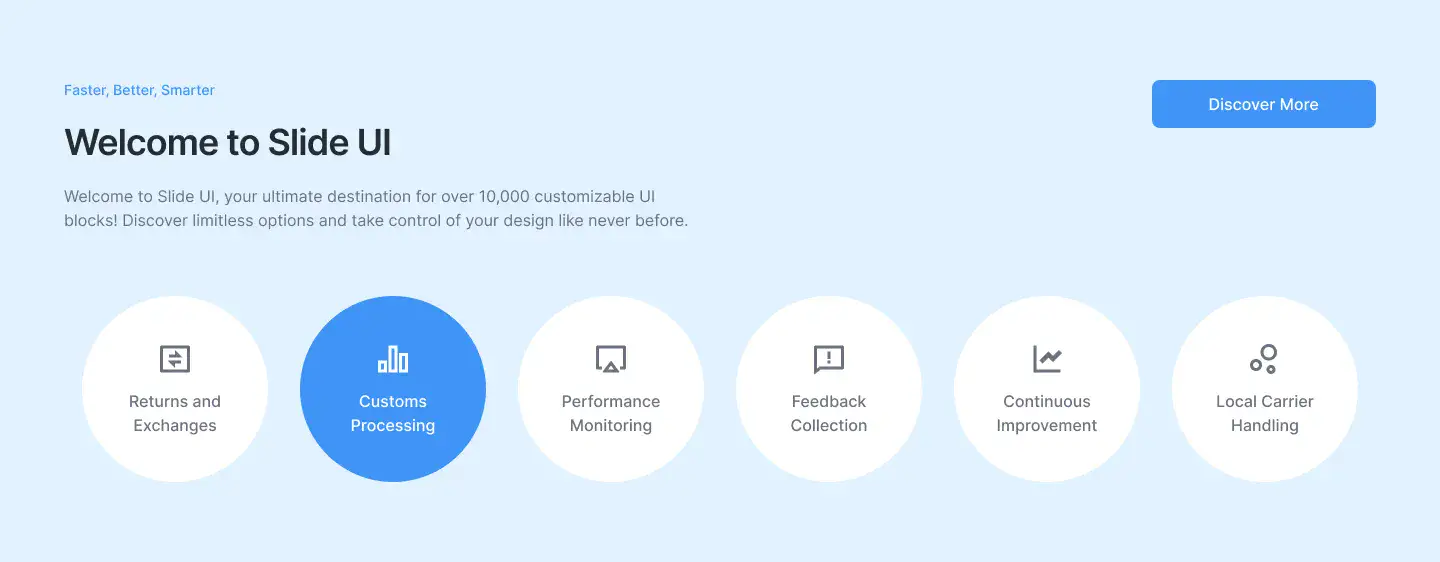 Faster, Better, Smarter
Discover More
Welcome to Slide UI
Welcome to Slide UI, your ultimate destination for over 10,000 customizable UI
blocks! Discover limitless options and take control of your design like never before.
Returns and
Exchanges
Customs
Processing
Performance
Monitoring
Feedback
Collection
Continuous
Improvement
Local Carrier
Handling